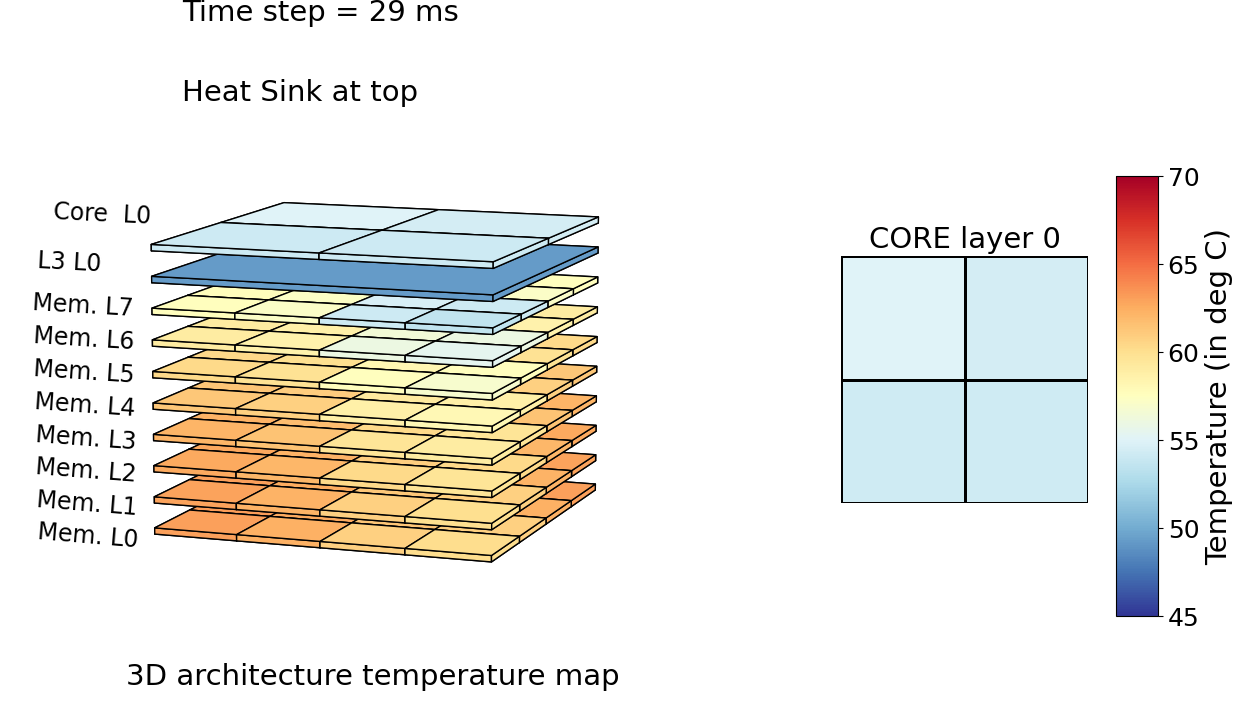 Time step = 29 ms
Heat Sink at top
Core  L0
L3 L0
Mem. L7
Mem. L6
Mem. L5
Mem. L4
Mem. L3
Mem. L2
Mem. L1
Mem. L0
3D architecture temperature map
CORE layer 0
70
65
60
55
50
45
Temperature (in deg C)